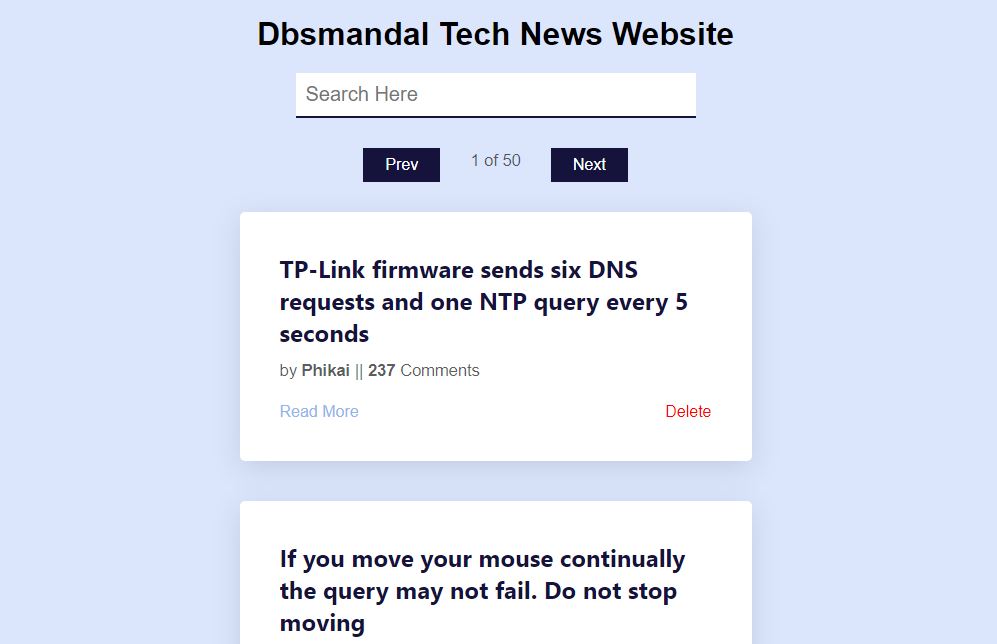 Dbsmandal Tech News Website
Search Here
Prev 1 of 50 Next
TP-Link firmware sends six DNS
requests and one NTP query every 5
seconds
by Phikai || 237 Comments
Read More Delete
If you move your mouse continually
the query may not fail. Do not stop
moving